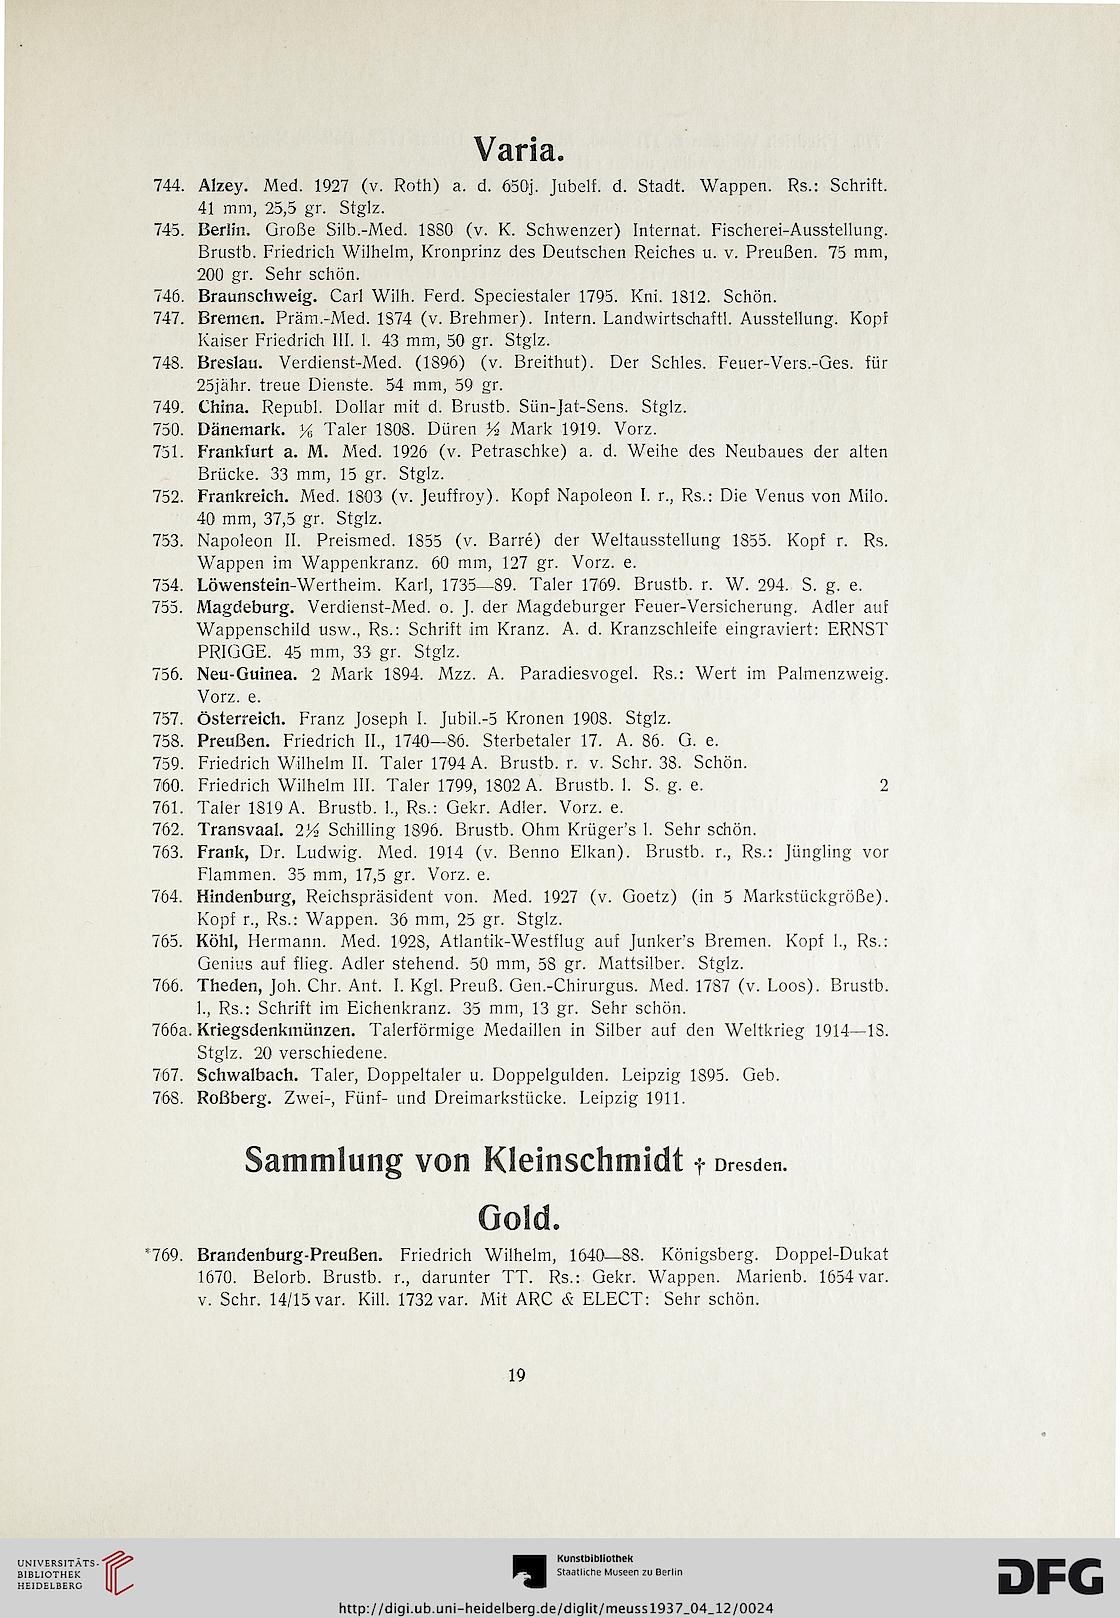 Varia.
744. Alzey. Med. 1927 (v. Roth) a. d. 650j. Jubelf. d. Stadt. Wappen. Rs.: Schrift.
41 mm, 25,5 gr. Stglz.
745. Berlin. Große Silb.-Med. 1880 (v. K. Schwenzer) Internat. Fischerei-Ausstellung.
Brustb. Friedrich Wilhelm, Kronprinz des Deutschen Reiches u. v. Preußen. 75 mm,
200 gr. Sehr schön.
746. Braunschweig. Carl Wilh. Ferd. Speciestaler 1795. Kni. 1812. Schön.
747. Bremen. Präm.-Med. 1874 (v. Brehmer). Intern. Landwirtschaftl. Ausstellung. Kopf
Kaiser Friedrich III. l. 43 mm, 50 gr. Stglz.
748. Breslau. Verdienst-Med. (1896) (v. Breithut). Der Schles. Feuer-Vers.-Ges. für
25jähr. treue Dienste. 54 mm, 59 gr.
749. China. Republ. Dollar mit d. Brustb. Sün-Jat-Sens. Stglz.
750. Dänemark. ⅙ Taler 1808. Düren ½ Mark 1919. Vorz.
751. Frankfurt a. M. Med. 1926 (v. Petraschke) a. d. Weihe des Neubaues der alten
Brücke. 33 mm, 15 gr. Stglz.
752. Frankreich. Med. 1803 (v. Jeuffroy). Kopf Napoleon I. r., Rs.: Die Venus von Milo.
40 mm, 37,5 gr. Stglz.
753. Napoleon II. Preismed. 1855 (v. Barré) der Weltausstellung 1855. Kopf r. Rs.
Wappen im Wappenkranz. 60 mm, 127 gr. Vorz. e.
754. Löwenstein-Wertheim. Karl, 1735—89. Taler 1769. Brustb. r. W. 294. S. g. e.
755. Magdeburg. Verdienst-Med. o. J. der Magdeburger Feuer-Versicherung. Adler auf
Wappenschild usw., Rs.: Schrift im Kranz. A. d. Kranzschleife eingraviert: ERNST
PRIGGE. 45 mm, 33 gr. Stglz.
756. Neu-Guinea. 2 Mark 1894. Mzz. A. Paradiesvogel. Rs.: Wert im Palmenzweig.
Vorz. e.
757. Österreich. Franz Joseph I. Jubil.-5 Kronen 1908. Stglz.
758. Preußen. Friedrich II., 1740—86. Sterbetaler 17. A. 86. G. e.
759. Friedrich Wilhelm II. Taler 1794 A. Brustb. r. v. Schr. 38. Schön.
760. Friedrich Wilhelm III. Taler 1799, 1802 A. Brustb. l. S. g. e. 2
761. Taler 1819 A. Brustb. l., Rs.: Gekr. Adler. Vorz. e.
762. Transvaal. 2½ Schilling 1896. Brustb. Ohm Krüger's l. Sehr schön.
763. Frank, Dr. Ludwig. Med. 1914 (v. Benno Elkan). Brustb. r., Rs.: Jüngling vor
Flammen. 35 mm, 17,5 gr. Vorz. e.
764. Hindenburg, Reichspräsident von. Med. 1927 (v. Goetz) (in 5 Markstückgröße).
Kopf r., Rs.: Wappen. 36 mm, 25 gr. Stglz.
765. Köhl, Hermann. Med. 1928, Atlantik-Westflug auf Junker's Bremen. Kopf l., Rs.:
Genius auf flieg. Adler stehend. 50 mm, 58 gr. Mattsilber. Stglz.
766. Theden, Joh. Chr. Ant. I. Kgl. Preuß. Gen.-Chirurgus. Med. 1787 (v. Loos). Brustb.
l., Rs.: Schrift im Eichenkranz. 35 mm, 13 gr. Sehr schön.
766a. Kriegsdenkmünzen. Talerförmige Medaillen in Silber auf den Weltkrieg 1914—18.
Stglz. 20 verschiedene.
767. Schwalbach. Taler, Doppeltaler u. Doppelgulden. Leipzig 1895. Geb.
768. Roßberg. Zwei-, Fünf- und Dreimarkstücke. Leipzig 1911.
Sammlung von Kleinschmidt † Dresden.
Gold.
*769. Brandenburg-Preußen. Friedrich Wilhelm, 1640—88. Königsberg. Doppel-Dukat
1670. Belorb. Brustb. r., darunter TT. Rs.: Gekr. Wappen. Marienb. 1654 var.
v. Schr. 14/15 var. Kill. 1732 var. Mit ARC & ELECT: Sehr schön.
19
UNIVERSITÄTS-
BIBLIOTHEK
HEIDELBERG
Kunstbibliothek
Staatliche Museen zu Berlin
DFG
http://digi.ub.uni-heidelberg.de/diglit/meuss1937_04_12/0024